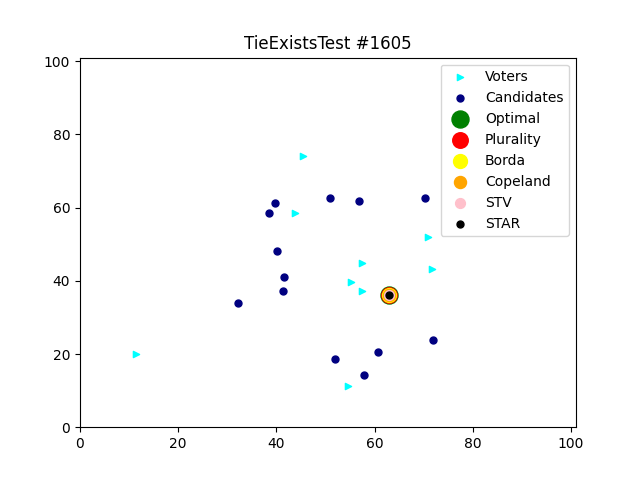 TieExistsTest #1605
100
80
60
40
20
0
0 20 40 60 80 100
Voters
Candidates
Optimal
Plurality
Borda
Copeland
STV
STAR